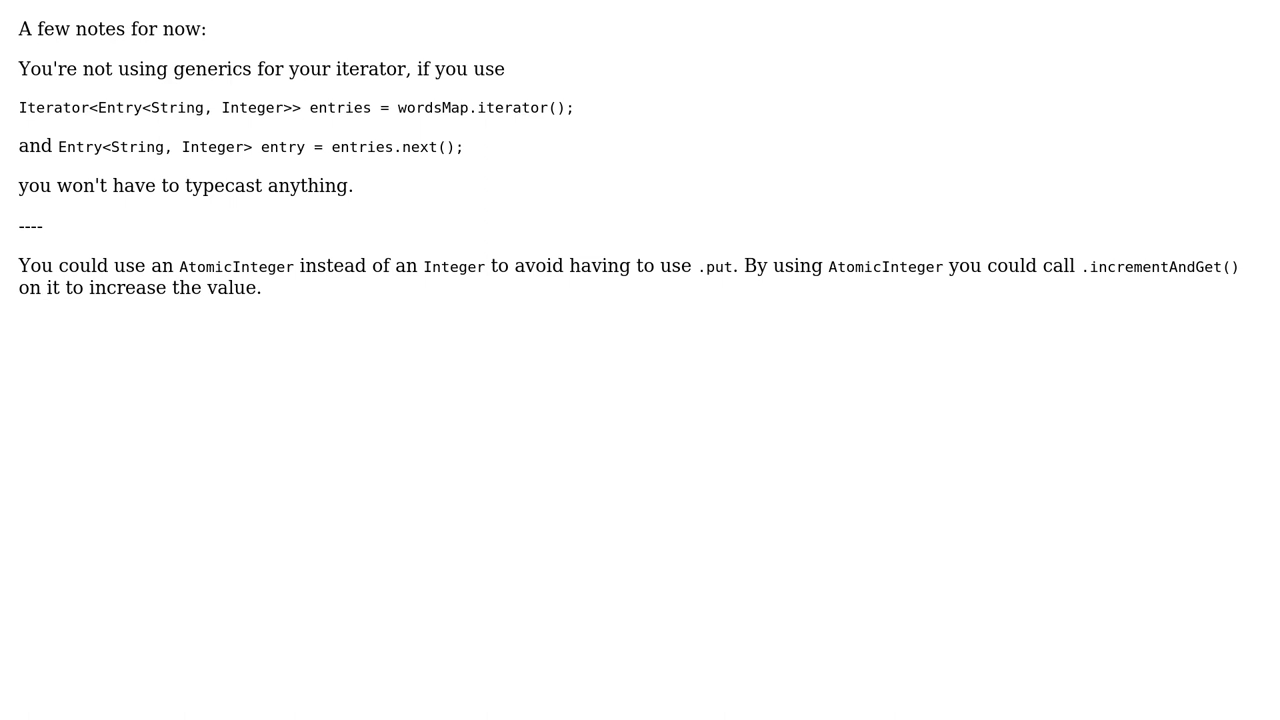 A few notes for now:
You're not using generics for your iterator, if you use
Iterator<Entry<String, Integer>> entries = wordsMap.iterator();
and Entry<String, Integer> entry = entries.next();
you won't have to typecast anything.
----
You could use an AtomicInteger instead of an Integer to avoid having to use .put. By using AtomicInteger you could call .incrementAndGet()
on it to increase the value.